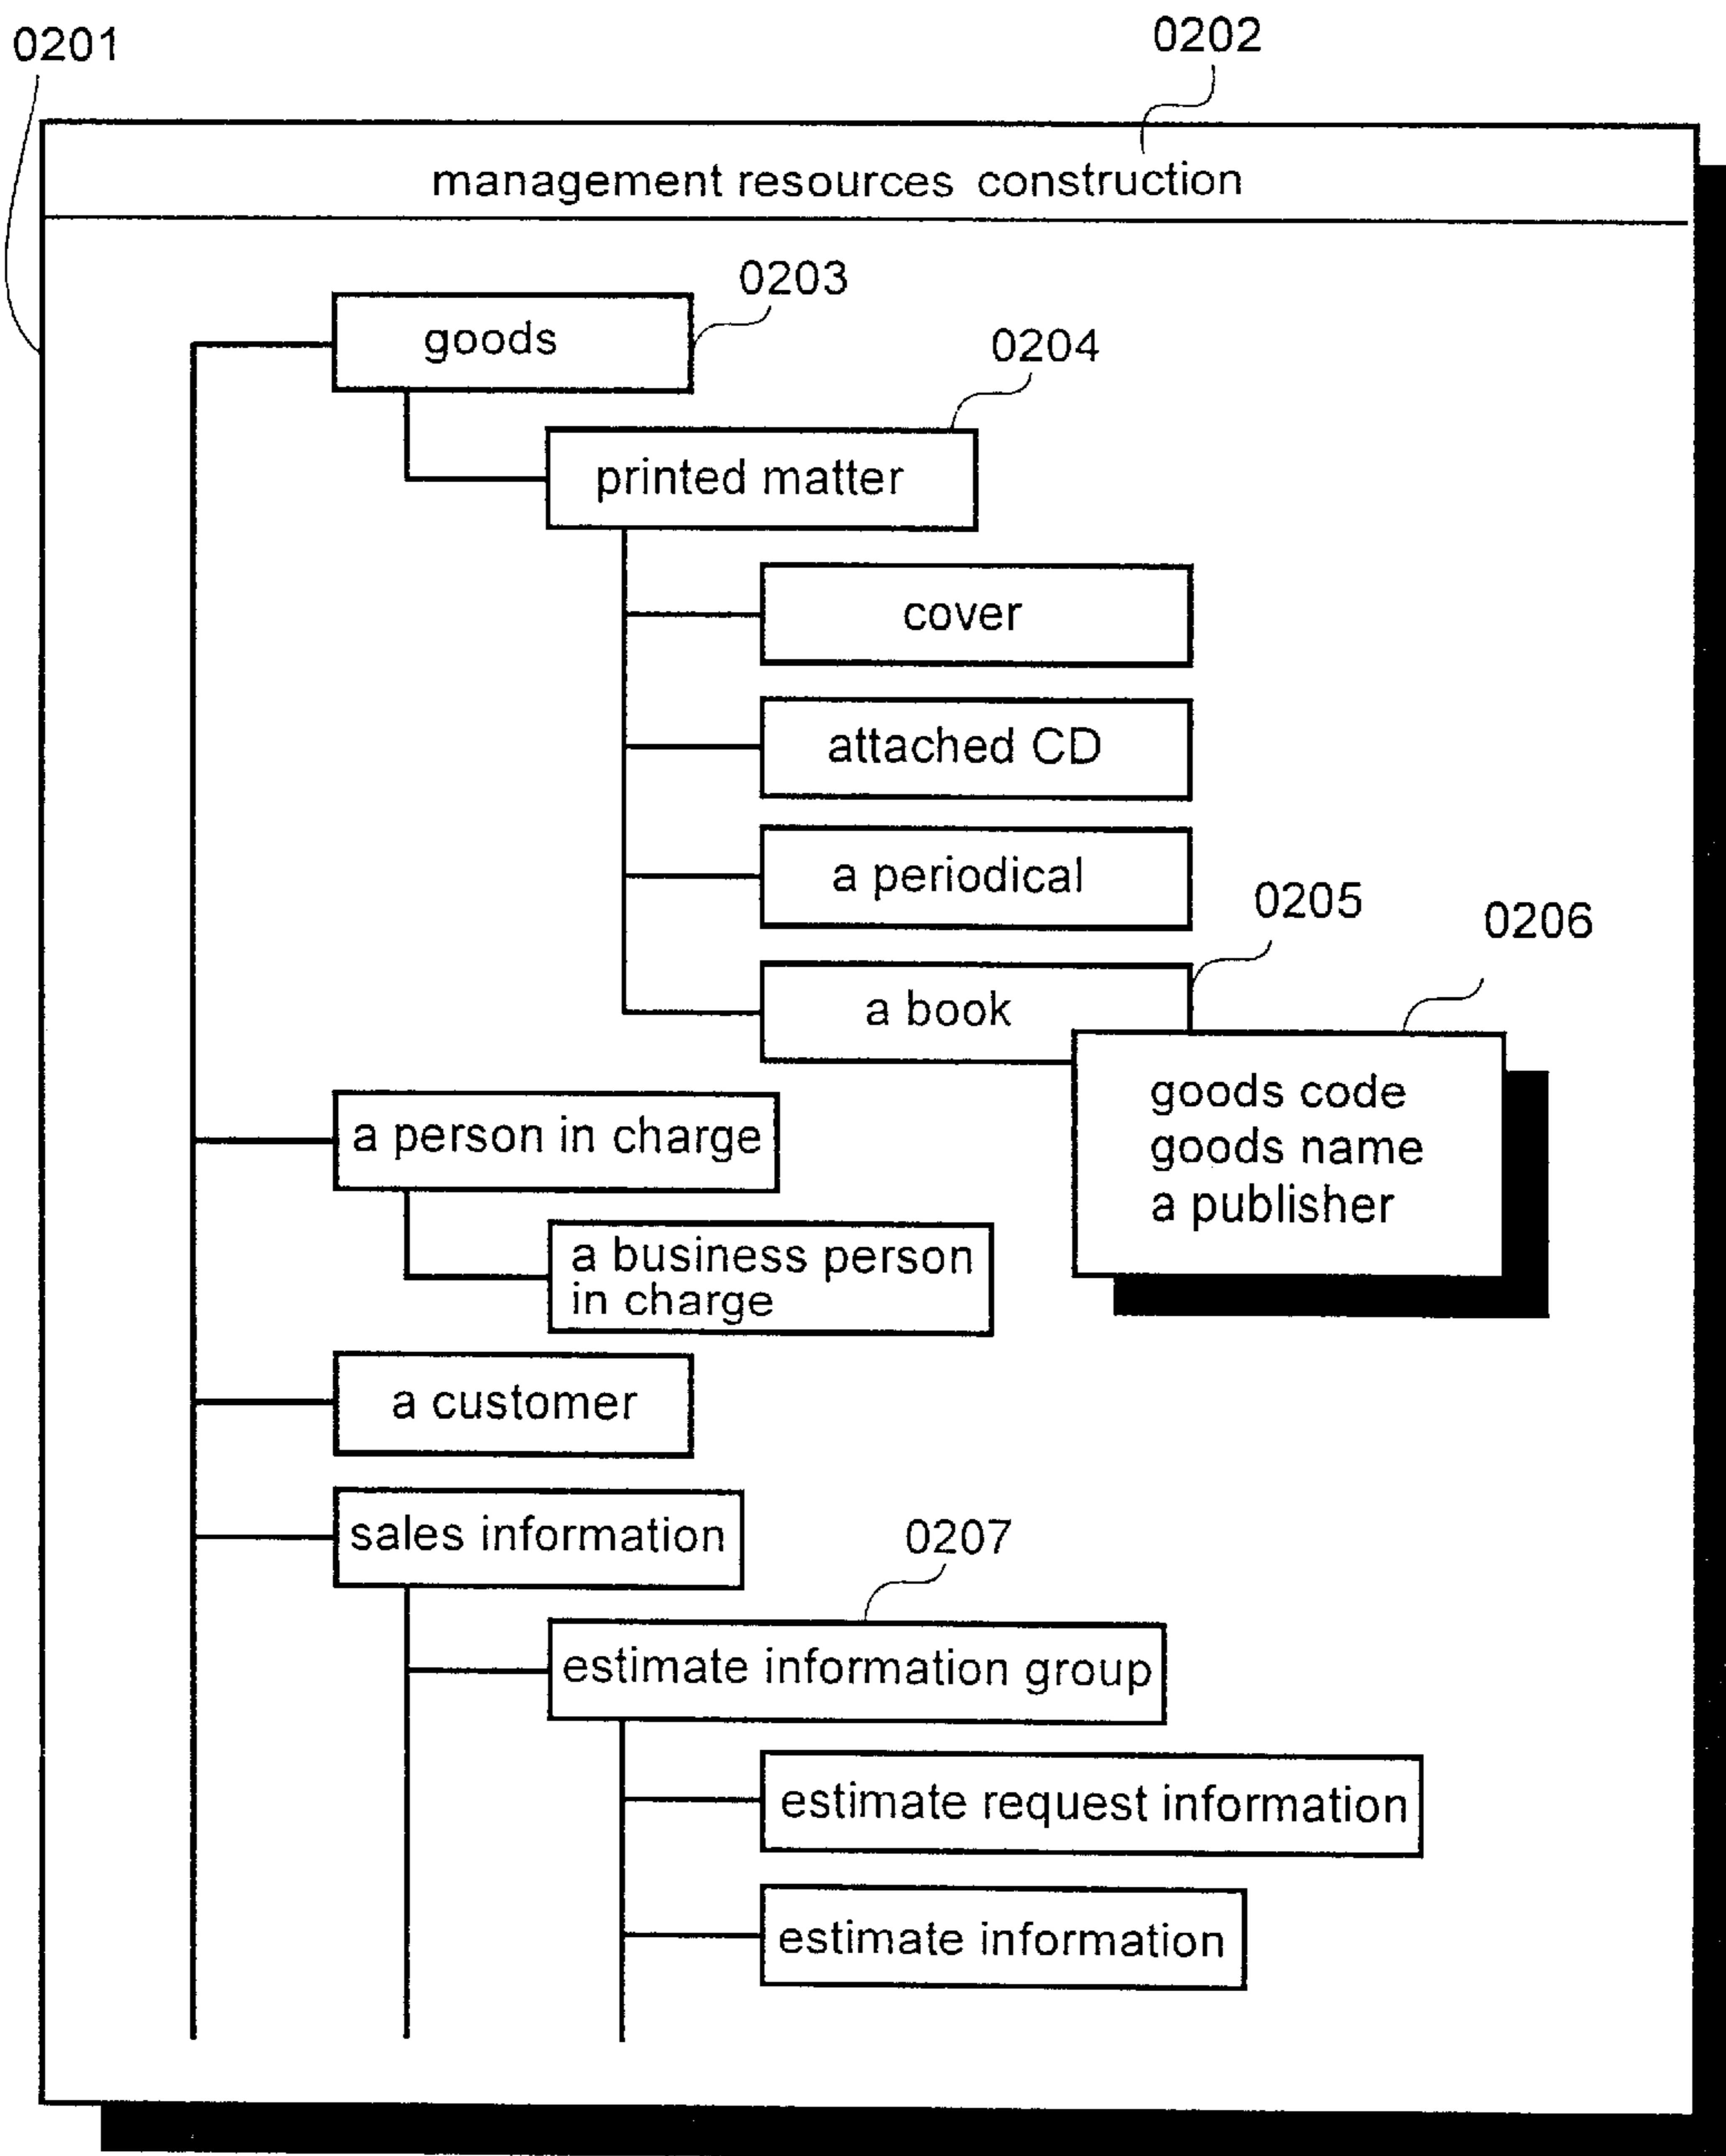 0201
0202
management resources construction
goods
0203
printed matter
0204
cover
attached CD
a periodical
a book
0205
0206
goods code
goods name
a publisher
a person in charge
a business person
in charge
a customer
sales information
0207
estimate information group
estimate request information
estimate information